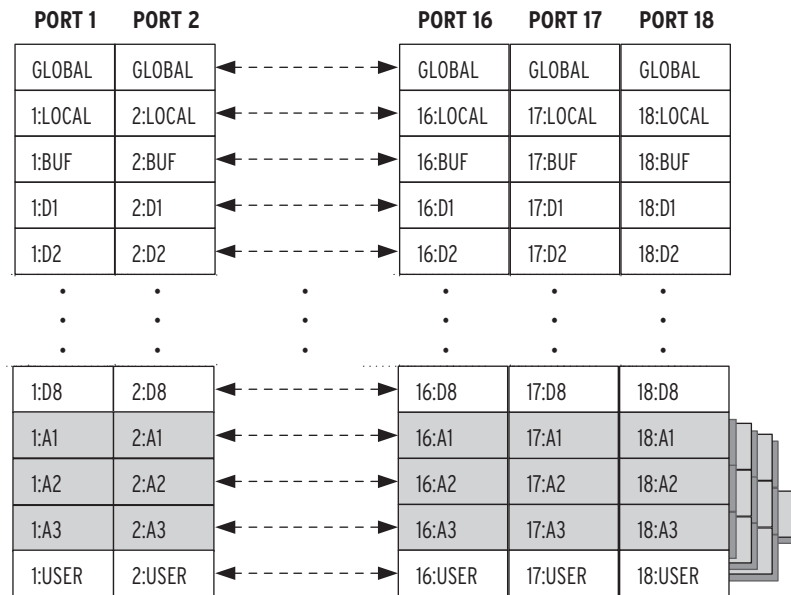 PORT 1 PORT 2 PORT 16 PORT 17 PORT 18
GLOBAL GLOBAL GLOBAL GLOBAL GLOBAL
1:LOCAL 2:LOCAL 16:LOCAL 17:LOCAL 18:LOCAL
1:BUF 2:BUF 16:BUF 17:BUF 18:BUF
1:D1 2:D1 16:D1 17:D1 18:D1
1:D2 2:D2 16:D2 17:D2 18:D2
1:D8 2:D8 16:D8 17:D8 18:D8
1:A1 2:A1 16:A1 17:A1 18:A1
1:A2 2:A2 16:A2 17:A2 18:A2
1:A3 2:A3 16:A3 17:A3 18:A3
1:USER 2:USER 16:USER 17:USER 18:USER